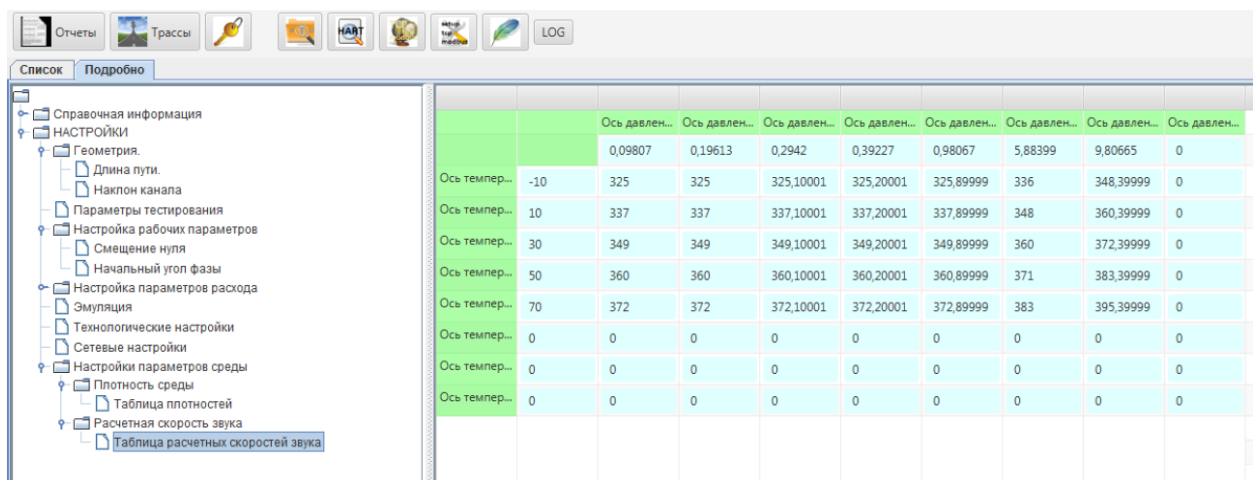 Отчеты Трассы HART LOG
Список Подробно
Справочная информация
НАСТРОЙКИ
Геометрия.
Длина пути.
Наклон канала
Параметры тестирования
Настройка рабочих параметров
Смещение нуля
Начальный угол фазы
Настройка параметров расхода
Эмуляция
Технологические настройки
Сетевые настройки
Настройки параметров среды
Плотность среды
Таблица плотностей
Расчетная скорость звука
Таблица расчетных скоростей звука
Ось давлен... Ось давлен... Ось давлен... Ось давлен... Ось давлен... Ось давлен... Ось давлен... Ось давлен...
0,09807 0,19613 0,2942 0,39227 0,98067 5,88399 9,80665 0
Ось темпер... -10 325 325 325,10001 325,20001 325,89999 336 348,39999 0
Ось темпер... 10 337 337 337,10001 337,20001 337,89999 348 360,39999 0
Ось темпер... 30 349 349 349,10001 349,20001 349,89999 360 372,39999 0
Ось темпер... 50 360 360 360,10001 360,20001 360,89999 371 383,39999 0
Ось темпер... 70 372 372 372,10001 372,20001 372,89999 383 395,39999 0
Ось темпер... 0 0 0 0 0 0 0 0 0
Ось темпер... 0 0 0 0 0 0 0 0 0
Ось темпер... 0 0 0 0 0 0 0 0 0